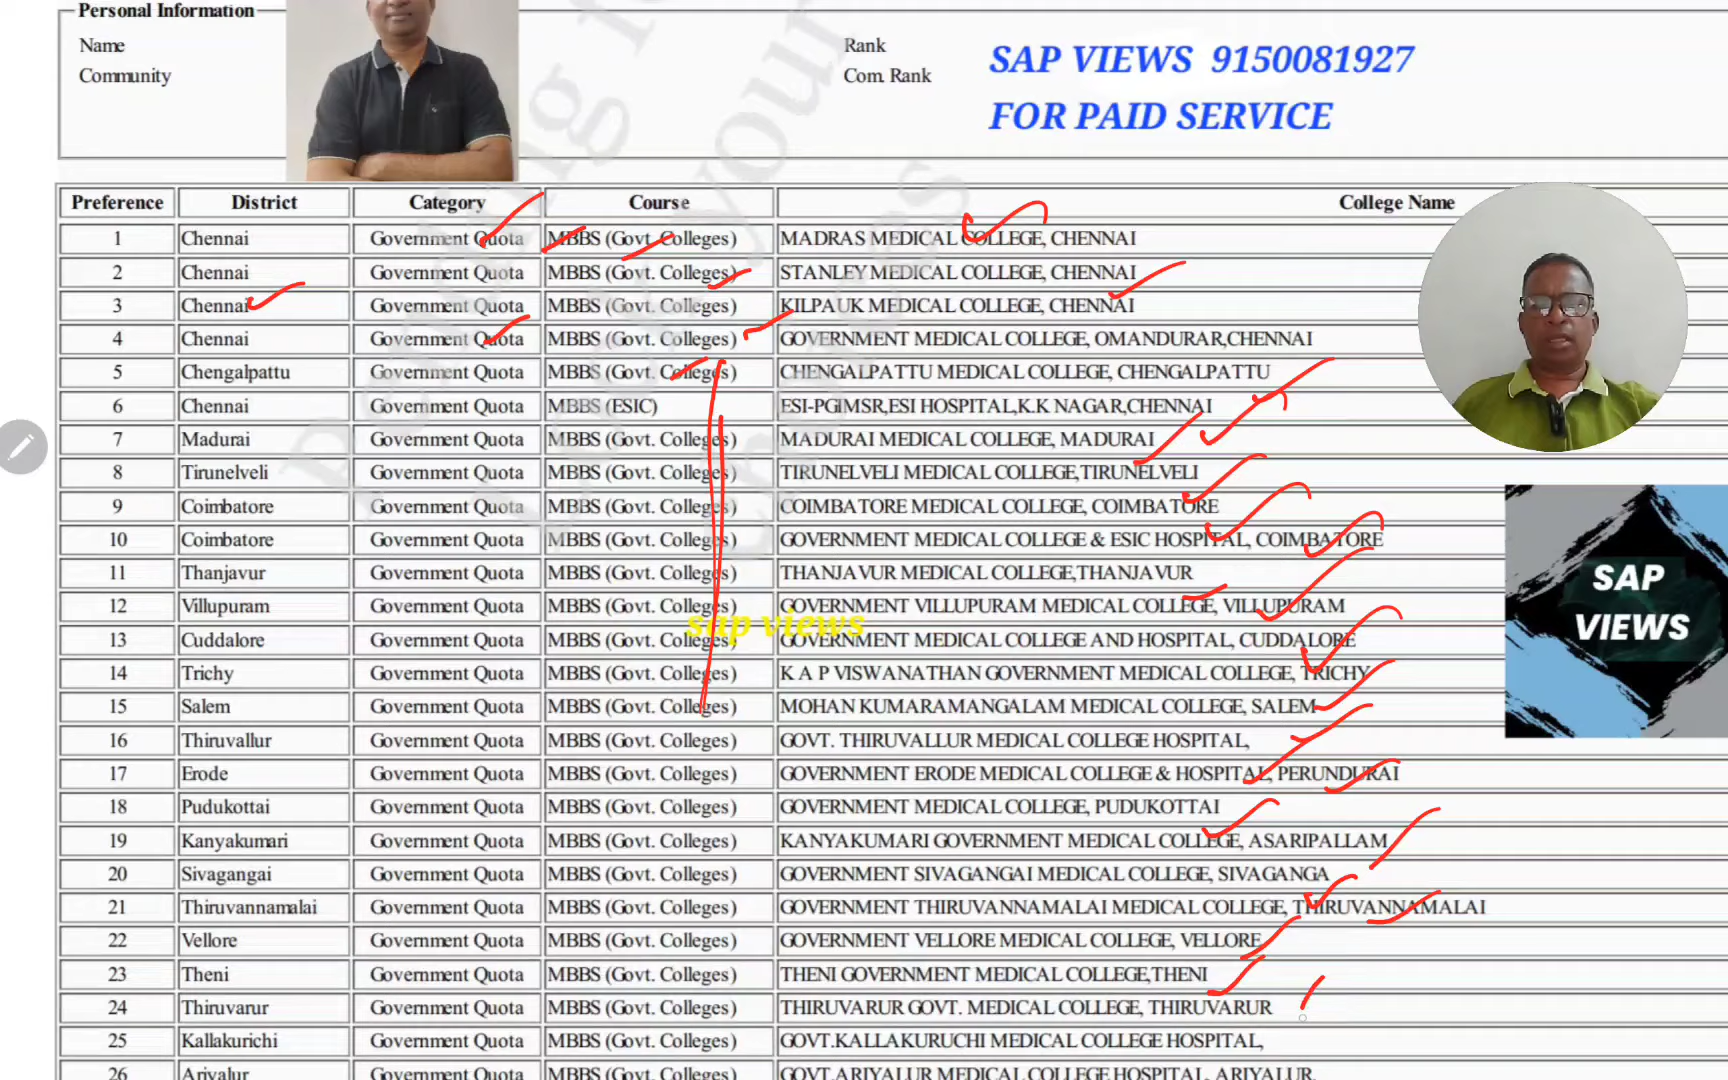 Personal Information
Name
Rank
SAP VIEWS 9150081927
Community
Com. Rank
FOR PAID SERVICE
Preference District Category Course College Name
1 Chennai Government Quota MBBS (Govt. Colleges) MADRAS MEDICAL COLLEGE, CHENNAI
2 Chennai Government Quota MBBS (Govt. Colleges) STANLEY MEDICAL COLLEGE, CHENNAI
3 Chennai Government Quota MBBS (Govt. Colleges) KILPAUK MEDICAL COLLEGE, CHENNAI
4 Chennai Government Quota MBBS (Govt. Colleges) GOVERNMENT MEDICAL COLLEGE, OMANDURAR,CHENNAI
5 Chengalpattu Government Quota MBBS (Govt. Colleges) CHENGALPATTU MEDICAL COLLEGE, CHENGALPATTU
6 Chennai Government Quota MBBS (ESIC) ESI-PGIMSR,ESI HOSPITAL,K.K NAGAR,CHENNAI
7 Madurai Government Quota MBBS (Govt. Colleges) MADURAI MEDICAL COLLEGE, MADURAI
8 Tirunelveli Government Quota MBBS (Govt. Colleges) TIRUNELVELI MEDICAL COLLEGE,TIRUNELVELI
9 Coimbatore Government Quota MBBS (Govt. Colleges) COIMBATORE MEDICAL COLLEGE, COIMBATORE
10 Coimbatore Government Quota MBBS (Govt. Colleges) GOVERNMENT MEDICAL COLLEGE & ESIC HOSPITAL, COIMBATORE
11 Thanjavur Government Quota MBBS (Govt. Colleges) THANJAVUR MEDICAL COLLEGE,THANJAVUR
12 Villupuram Government Quota MBBS (Govt. Colleges) GOVERNMENT VILLUPURAM MEDICAL COLLEGE, VILLUPURAM
13 Cuddalore Government Quota MBBS (Govt. Colleges) GOVERNMENT MEDICAL COLLEGE AND HOSPITAL, CUDDALORE
14 Trichy Government Quota MBBS (Govt. Colleges) K A P VISWANATHAN GOVERNMENT MEDICAL COLLEGE, TRICHY
15 Salem Government Quota MBBS (Govt. Colleges) MOHAN KUMARAMANGALAM MEDICAL COLLEGE, SALEM
16 Thiruvallur Government Quota MBBS (Govt. Colleges) GOVT. THIRUVALLUR MEDICAL COLLEGE HOSPITAL,
17 Erode Government Quota MBBS (Govt. Colleges) GOVERNMENT ERODE MEDICAL COLLEGE & HOSPITAL, PERUNDURAI
18 Pudukottai Government Quota MBBS (Govt. Colleges) GOVERNMENT MEDICAL COLLEGE, PUDUKOTTAI
19 Kanyakumari Government Quota MBBS (Govt. Colleges) KANYAKUMARI GOVERNMENT MEDICAL COLLEGE, ASARIPALLAM
20 Sivagangai Government Quota MBBS (Govt. Colleges) GOVERNMENT SIVAGANGAI MEDICAL COLLEGE, SIVAGANGA
21 Thiruvannamalai Government Quota MBBS (Govt. Colleges) GOVERNMENT THIRUVANNAMALAI MEDICAL COLLEGE, THIRUVANNAMALAI
22 Vellore Government Quota MBBS (Govt. Colleges) GOVERNMENT VELLORE MEDICAL COLLEGE, VELLORE
23 Theni Government Quota MBBS (Govt. Colleges) THENI GOVERNMENT MEDICAL COLLEGE,THENI
24 Thiruvarur Government Quota MBBS (Govt. Colleges) THIRUVARUR GOVT. MEDICAL COLLEGE, THIRUVARUR
25 Kallakurichi Government Quota MBBS (Govt. Colleges) GOVT.KALLAKURUCHI MEDICAL COLLEGE HOSPITAL,
26 Ariyalur Government Quota MBBS (Govt. Colleges) GOVT.ARIYALUR MEDICAL COLLEGE HOSPITAL, ARIYALUR.
sap views
SAP
VIEWS
Pending
your